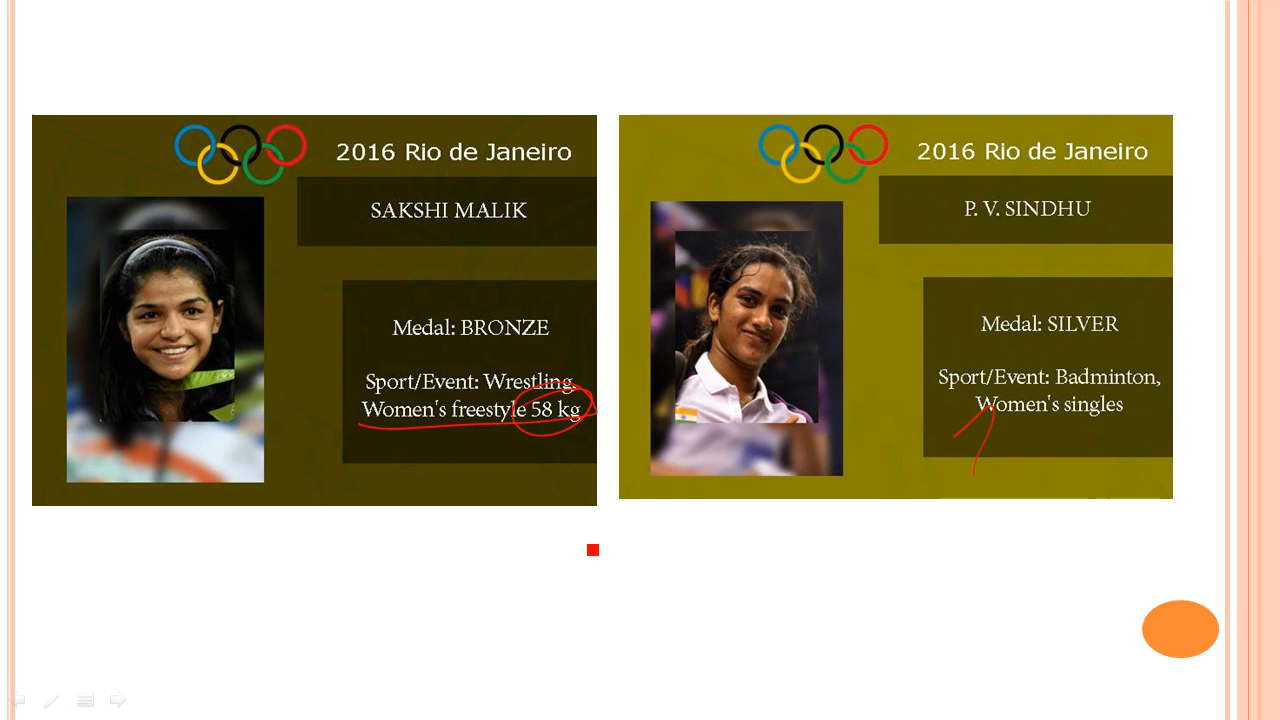 2016 Rio de Janeiro
SAKSHI MALIK
Medal: BRONZE
Sport/Event: Wrestling,
Women's freestyle 58 kg
2016 Rio de Janeiro
P. V. SINDHU
Medal: SILVER
Sport/Event: Badminton,
Women's singles